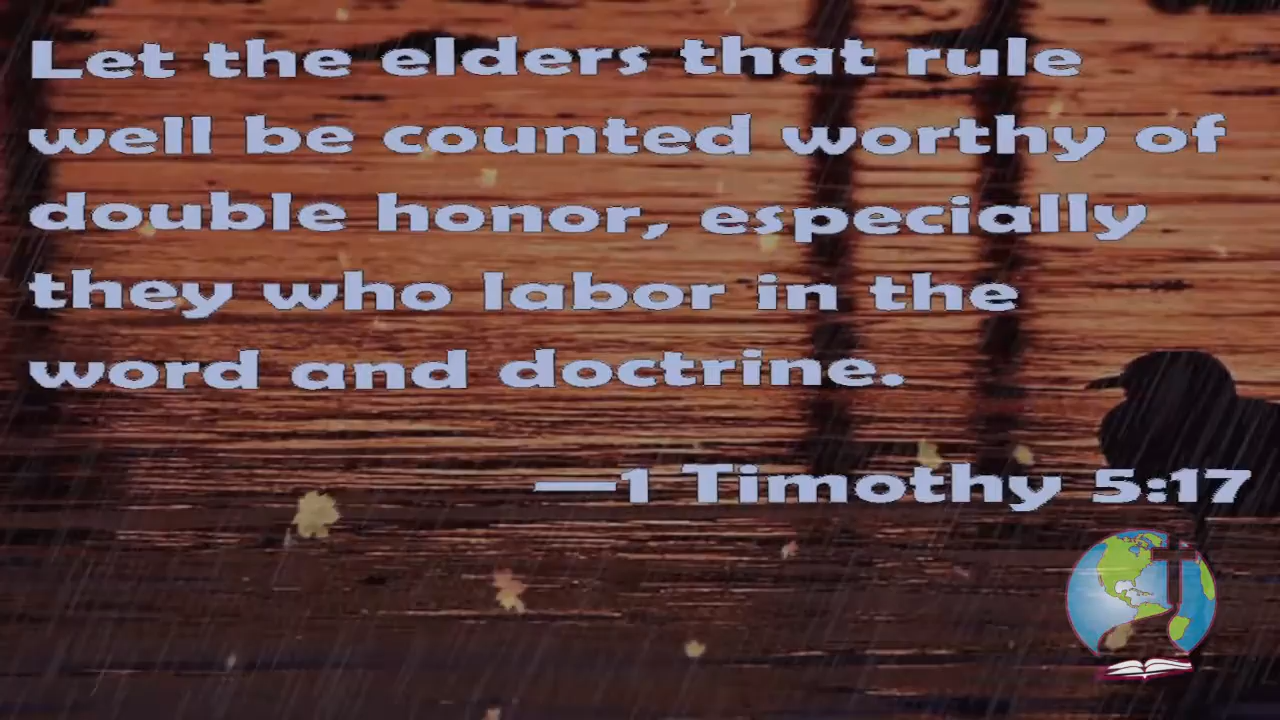 Let the elders that rule
well be counted worthy of
double honor, especially
they who labor in the
word and doctrine.
—1 Timothy 5:17